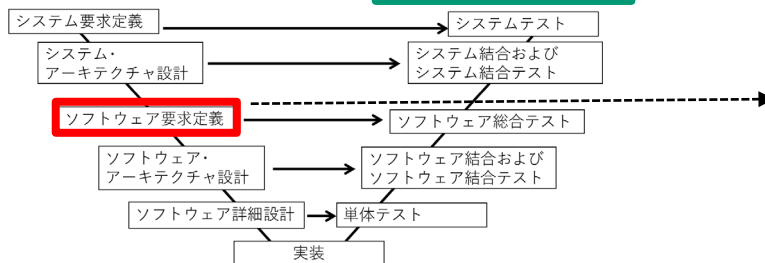 システム要求定義
システムテスト
システム・
アーキテクチャ設計
システム結合および
システム結合テスト
ソフトウェア要求定義
ソフトウェア総合テスト
ソフトウェア・
アーキテクチャ設計
ソフトウェア結合および
ソフトウェア結合テスト
ソフトウェア詳細設計
単体テスト
実装